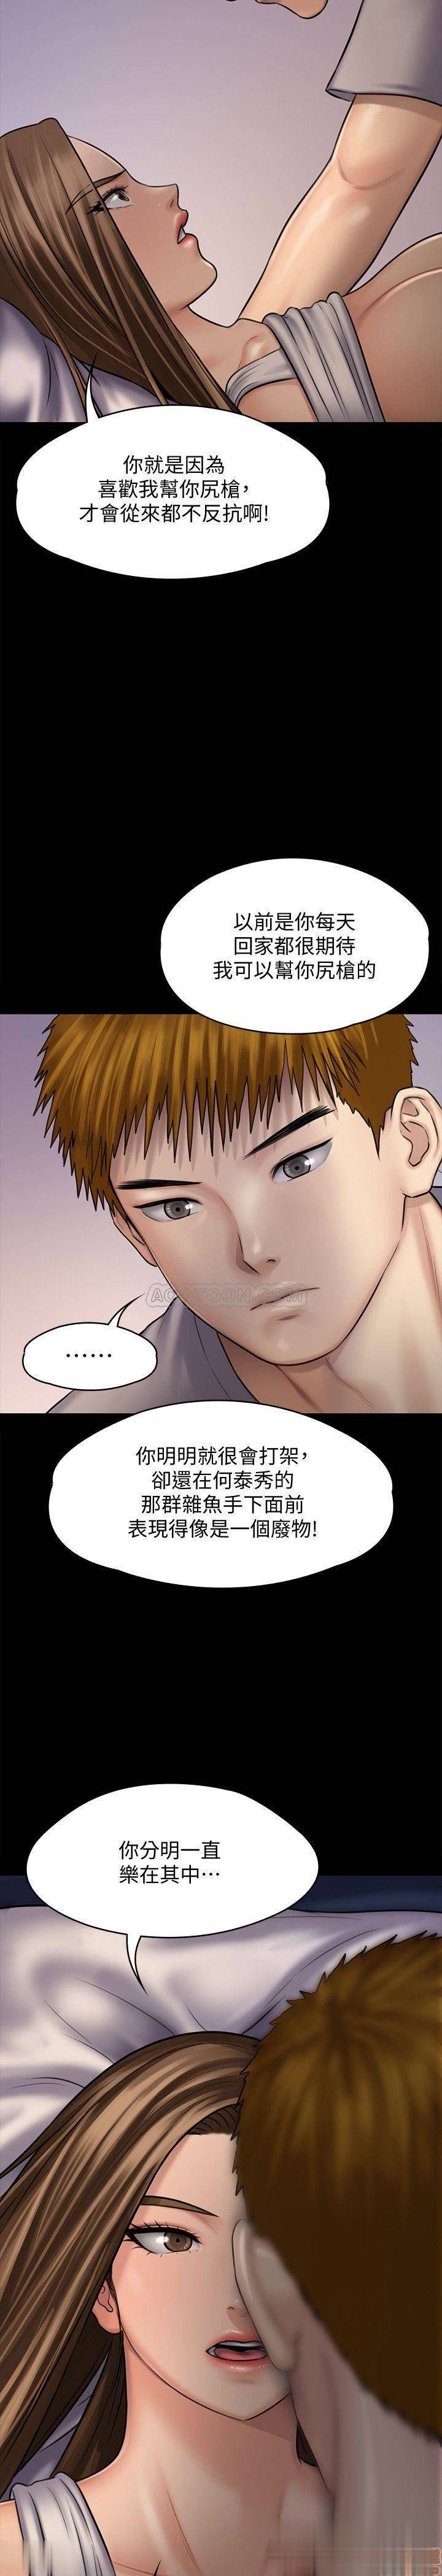 你就是因為
喜歡我幫你尻槍，
才會從來都不反抗啊!
以前是你每天
回家都很期待
我可以幫你尻槍的
ACOTOON.COM
……
你明明就很會打架，
卻還在何泰秀的
那群雜魚手下面前
表現得像是一個廢物!
你分明一直
樂在其中…